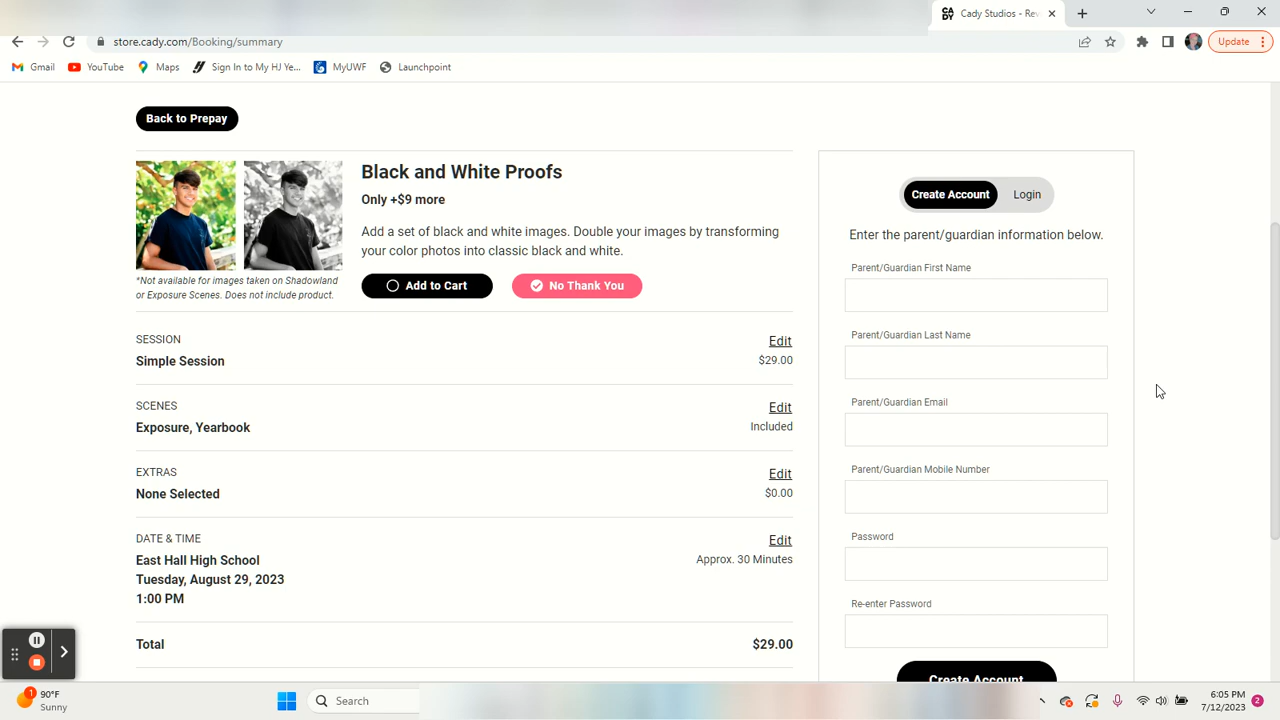 Cady Studios - Rev
store.cady.com/Booking/summary
Update
Gmail
YouTube
Maps
Sign In to My HJ Ye...
MyUWF
Launchpoint
Back to Prepay
Black and White Proofs
Only +$9 more
Add a set of black and white images. Double your images by transforming
your color photos into classic black and white.
*Not available for images taken on Shadowland
or Exposure Scenes. Does not include product.
Add to Cart
No Thank You
SESSION
Edit
Simple Session
$29.00
SCENES
Edit
Exposure, Yearbook
Included
EXTRAS
Edit
None Selected
$0.00
DATE & TIME
Edit
East Hall High School
Approx. 30 Minutes
Tuesday, August 29, 2023
1:00 PM
Total
$29.00
Create Account
Login
Enter the parent/guardian information below.
Parent/Guardian First Name
Parent/Guardian Last Name
Parent/Guardian Email
Parent/Guardian Mobile Number
Password
Re-enter Password
Create Account
1
90°F
Sunny
Search
6:05 PM
7/12/2023
2